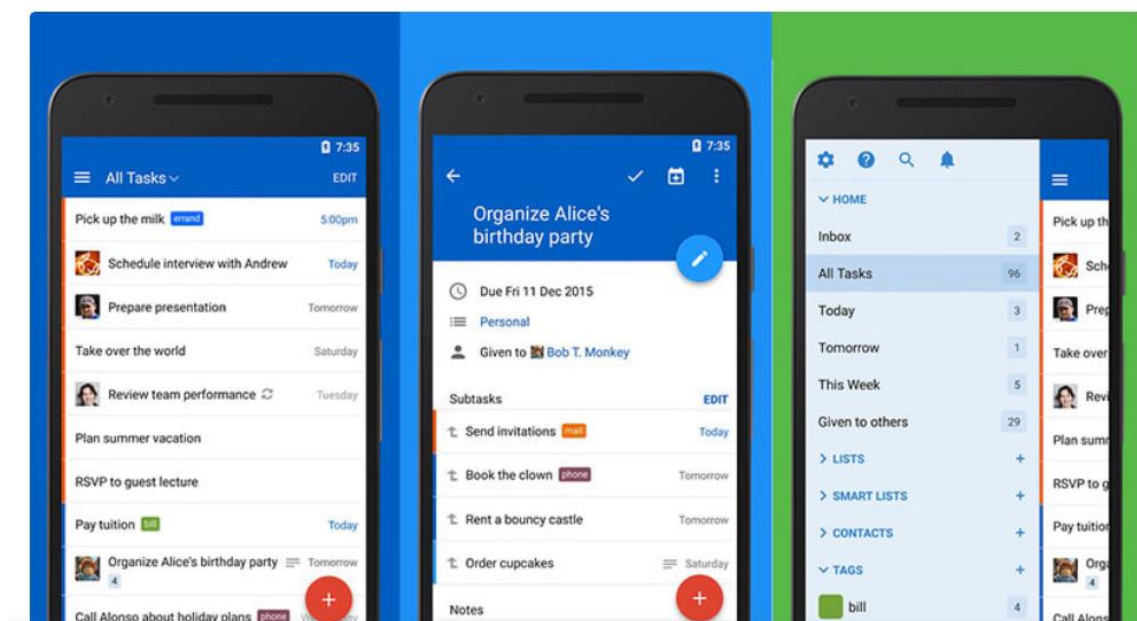 7:35
All Tasks
EDIT
Pick up the milk errand 5:00pm
Schedule interview with Andrew Today
Prepare presentation Tomorrow
Take over the world Saturday
Review team performance Tuesday
Plan summer vacation
RSVP to guest lecture
Pay tuition bill Today
Organize Alice's birthday party Tomorrow
4
Call Alonso about holiday plans phone
7:35
Organize Alice's
birthday party
Due Fri 11 Dec 2015
Personal
Given to Bob T. Monkey
Subtasks EDIT
Send invitations mail Today
Book the clown phone Tomorrow
Rent a bouncy castle Tomorrow
Order cupcakes Saturday
Notes
HOME
Inbox 2
All Tasks 96
Today 3
Tomorrow 1
This Week 5
Given to others 29
LISTS +
SMART LISTS +
CONTACTS +
TAGS +
bill 4
Pick up th
Sch
Prep
Take over
Revi
Plan summ
RSVP to g
Pay tuition
Orga
4
Call Alons